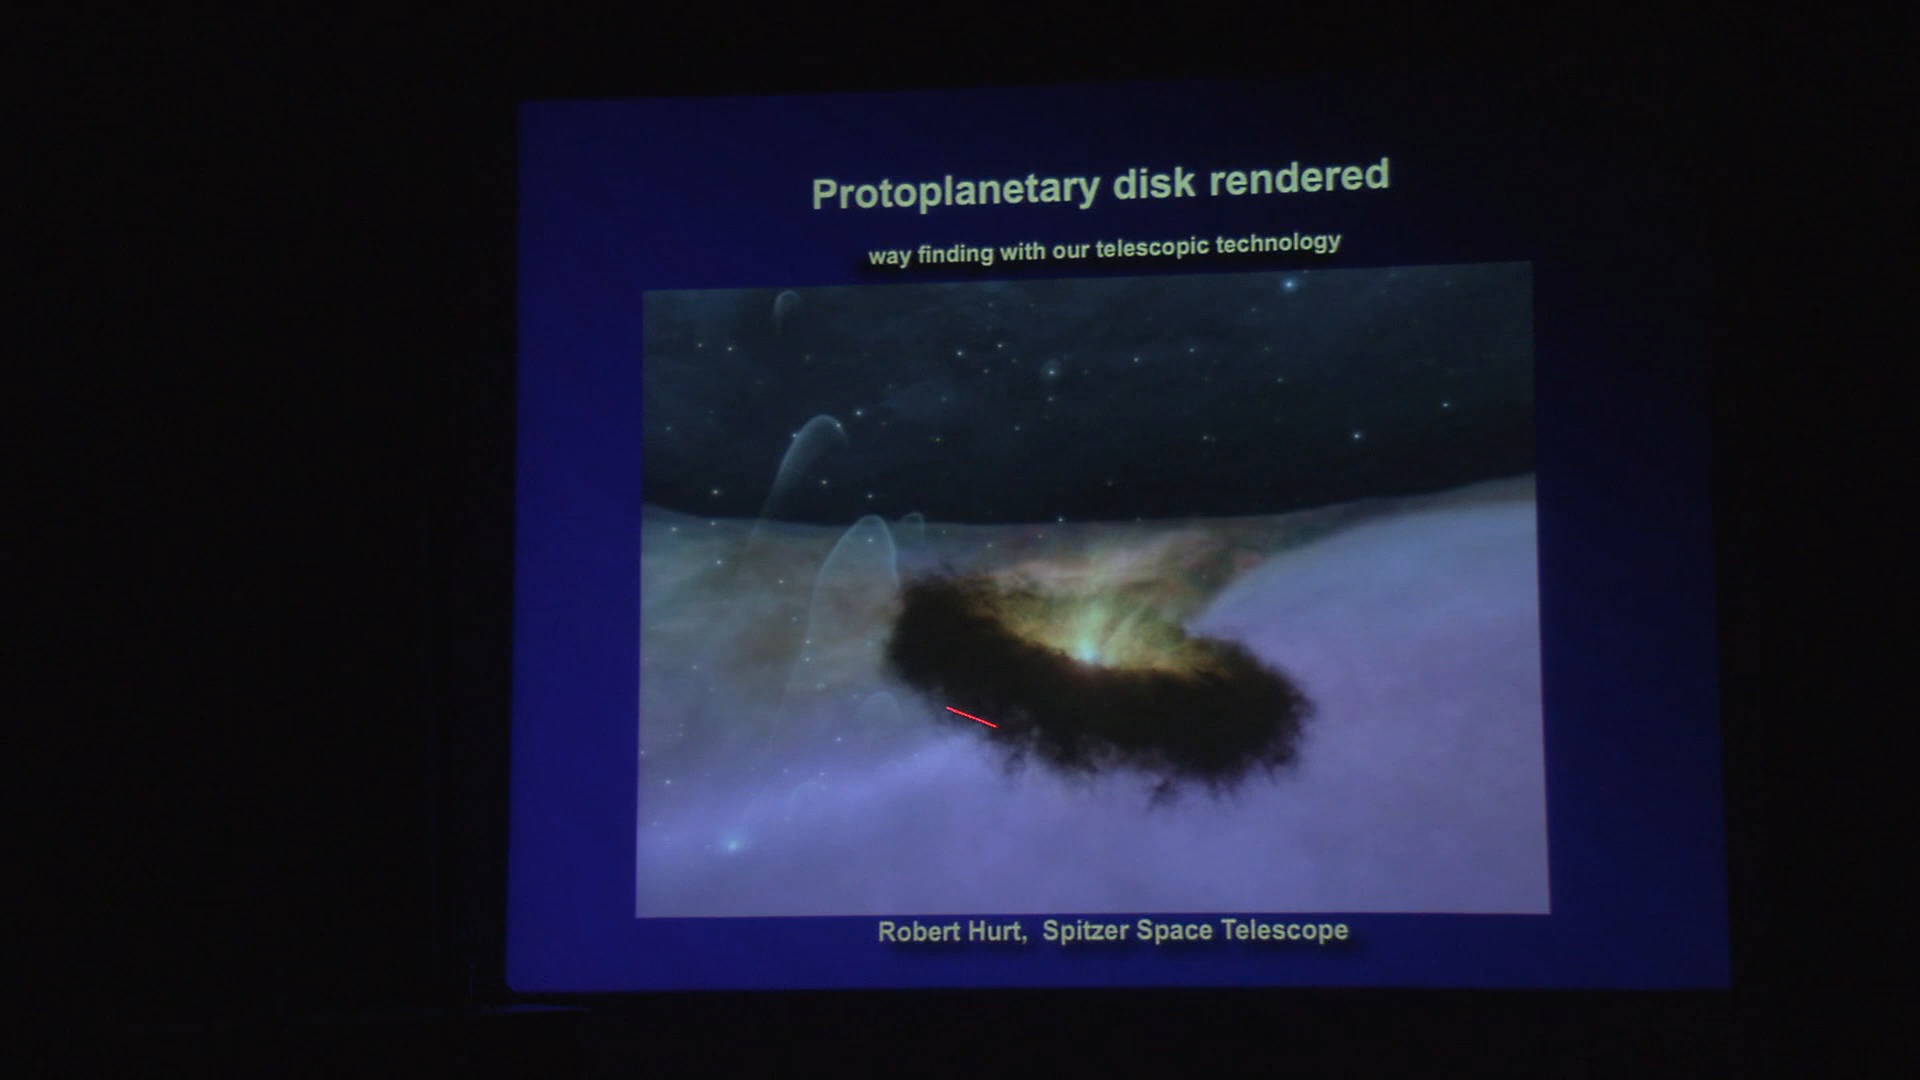 Protoplanetary disk rendered
way finding with our telescopic technology
Robert Hurt, Spitzer Space Telescope